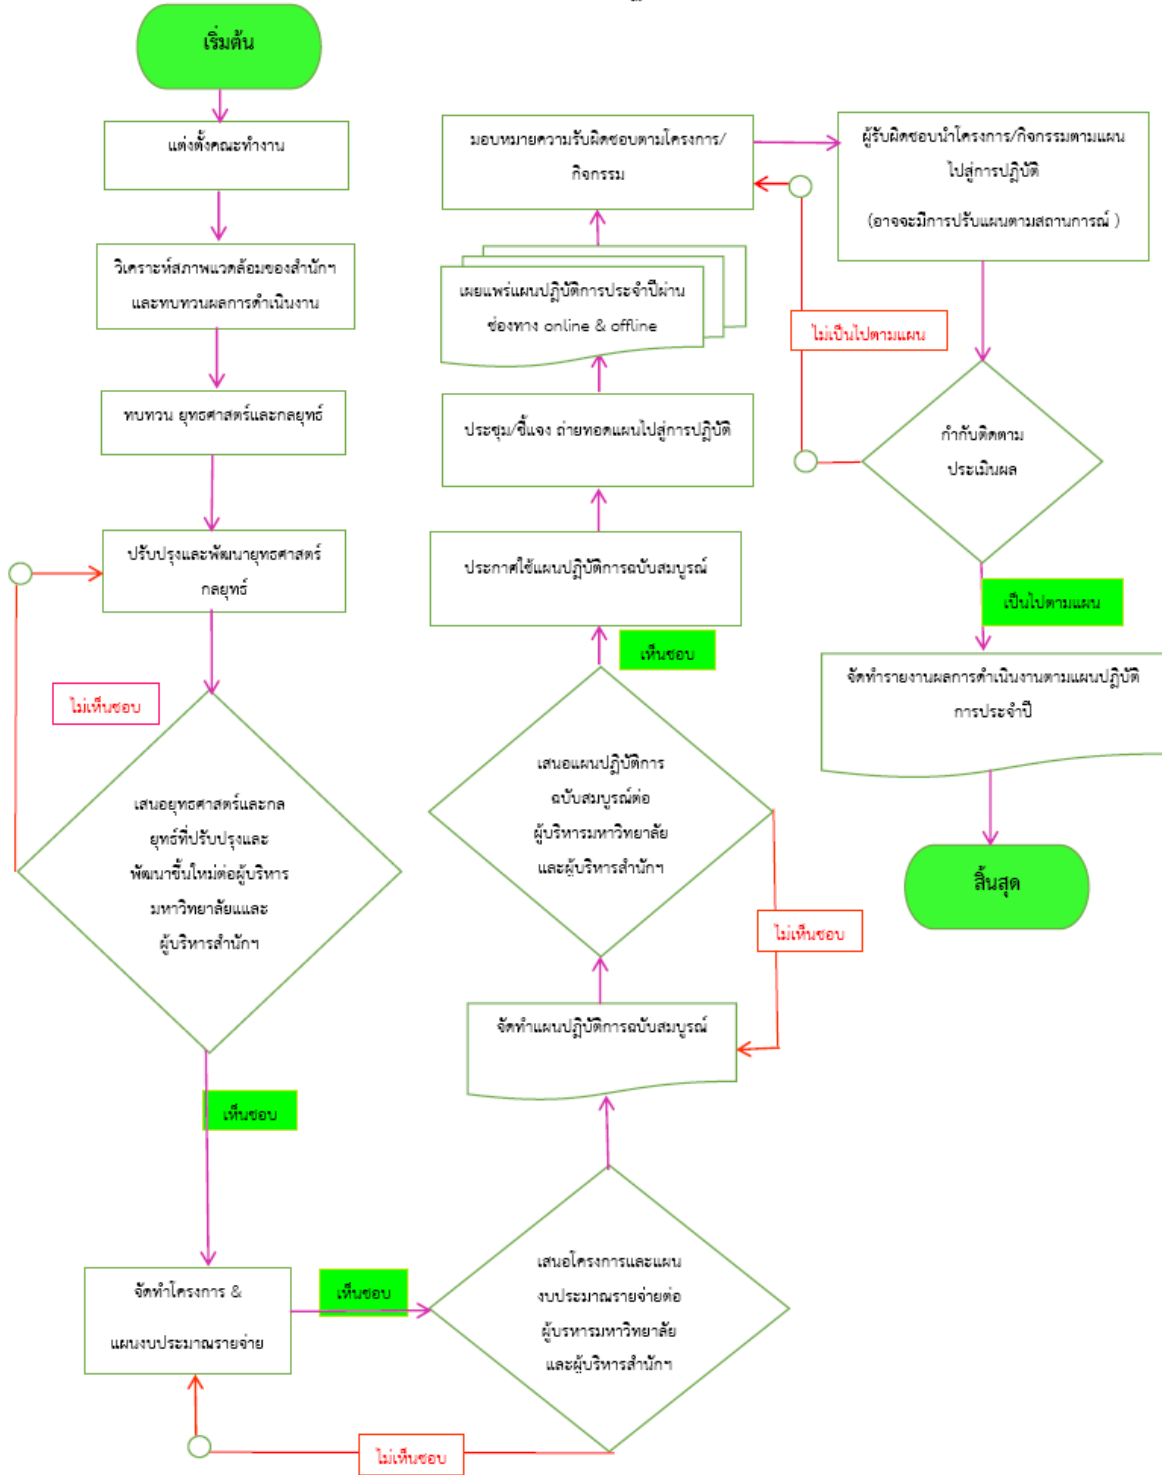 เริ่มต้น
แต่งตั้งคณะทำงาน
วิเคราะห์สภาพแวดล้อมของสำนักฯ
และทบทวนผลการดำเนินงาน
ทบทวน ยุทธศาสตร์และกลยุทธ์
ปรับปรุงและพัฒนายุทธศาสตร์
กลยุทธ์
ไม่เห็นชอบ
เสนอยุทธศาสตร์และกล
ยุทธ์ที่ปรับปรุงและ
พัฒนาขึ้นใหม่ต่อผู้บริหาร
มหาวิทยาลัยแและ
ผู้บริหารสำนักฯ
เห็นชอบ
จัดทำโครงการ &
แผนงบประมาณรายจ่าย
เห็นชอบ
เสนอโครงการและแผน
งบประมาณรายจ่ายต่อ
ผู้บรหารมหาวิทยาลัย
และผู้บริหารสำนักฯ
ไม่เห็นชอบ
จัดทำแผนปฏิบัติการฉบับสมบูรณ์
ไม่เห็นชอบ
เสนอแผนปฏิบัติการ
ฉบับสมบูรณ์ต่อ
ผู้บริหารมหาวิทยาลัย
และผู้บริหารสำนักฯ
เห็นชอบ
ประกาศใช้แผนปฏิบัติการฉบับสมบูรณ์
ประชุม/ชี้แจง ถ่ายทอดแผนไปสู่การปฏิบัติ
เผยแพร่แผนปฏิบัติการประจำปีผ่าน
ช่องทาง online & offline
มอบหมายความรับผิดชอบตามโครงการ/
กิจกรรม
ผู้รับผิดชอบนำโครงการ/กิจกรรมตามแผน
ไปสู่การปฏิบัติ
(อาจจะมีการปรับแผนตามสถานการณ์ )
ไม่เป็นไปตามแผน
กำกับติดตาม
ประเมินผล
เป็นไปตามแผน
จัดทำรายงานผลการดำเนินงานตามแผนปฏิบัติ
การประจำปี
สิ้นสุด